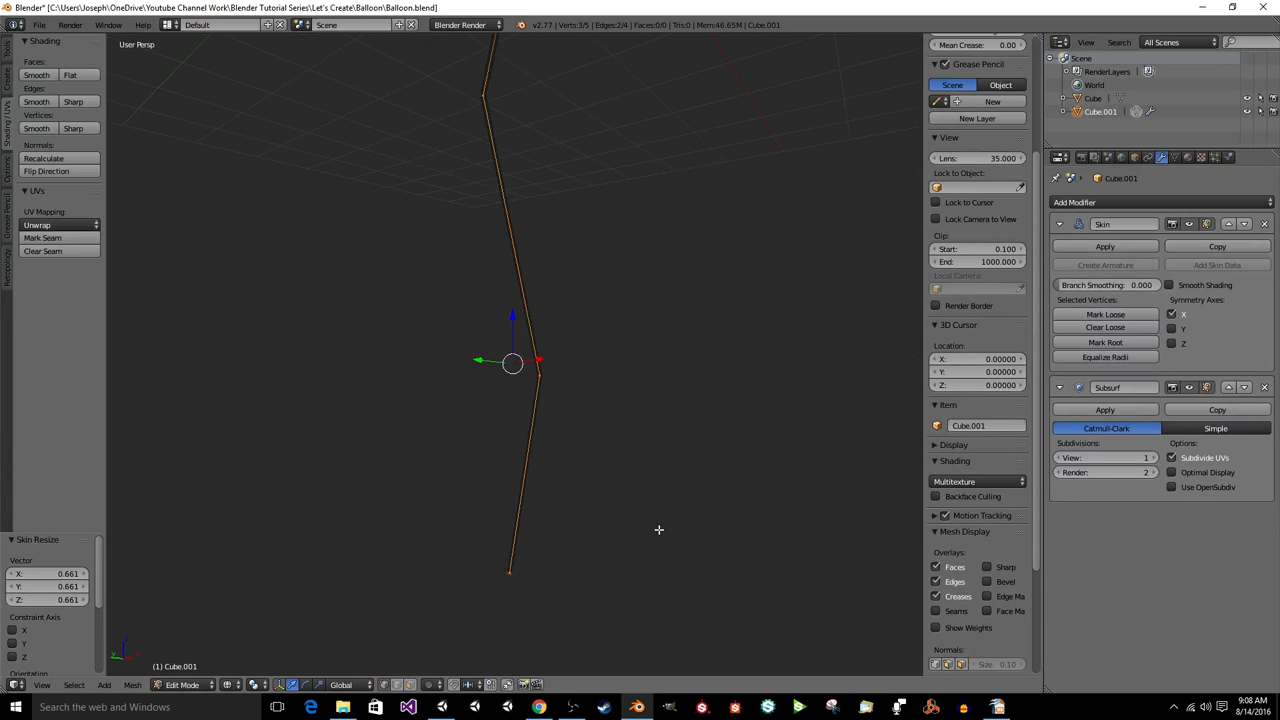 Blender* [C:\Users\Joseph\OneDrive\Youtube Channel Work\Blender Tutorial Series\Let's Create\Balloon\Balloon.blend]
File Render Window Help Default Scene Blender Render v2.77 | Verts:3/5 | Edges:2/4 | Faces:0/0 | Tris:0 | Mem:46.65M | Cube.001
User Persp
Shading
Faces:
Smooth Flat
Edges:
Smooth Sharp
Vertices:
Smooth Sharp
Normals:
Recalculate
Flip Direction
UVs
UV Mapping:
Unwrap
Mark Seam
Clear Seam
Tools
Create
Shading / UVs
Options
Grease Pencil
Retopology
Skin Resize
Vector
X: 0.661
Y: 0.661
Z: 0.661
Constraint Axis
X
Y
Z
Orientation
(1) Cube.001
View Select Add Mesh Edit Mode Global
Mean Crease: 0.00
Grease Pencil
Scene Object
New
New Layer
View
Lens: 35.000
Lock to Object:
Lock to Cursor
Lock Camera to View
Clip:
Start: 0.100
End: 1000.000
Local Camera:
Render Border
3D Cursor
Location:
X: 0.00000
Y: 0.00000
Z: 0.00000
Item
Cube.001
Display
Shading
Multitexture
Backface Culling
Motion Tracking
Mesh Display
Overlays:
Faces Sharp
Edges Bevel
Creases Edge Ma
Seams Face Ma
Show Weights
Normals:
Size: 0.10
View Search All Scenes
Scene
RenderLayers
World
Cube
Cube.001
Cube.001
Add Modifier
Skin
Apply Copy
Create Armature Add Skin Data
Branch Smoothing: 0.000 Smooth Shading
Selected Vertices: Symmetry Axes:
Mark Loose X
Clear Loose Y
Mark Root Z
Equalize Radii
Subsurf
Apply Copy
Catmull-Clark Simple
Subdivisions: Options:
View: 1 Subdivide UVs
Render: 2 Optimal Display
Use OpenSubdiv
Search the web and Windows
9:08 AM
8/14/2016